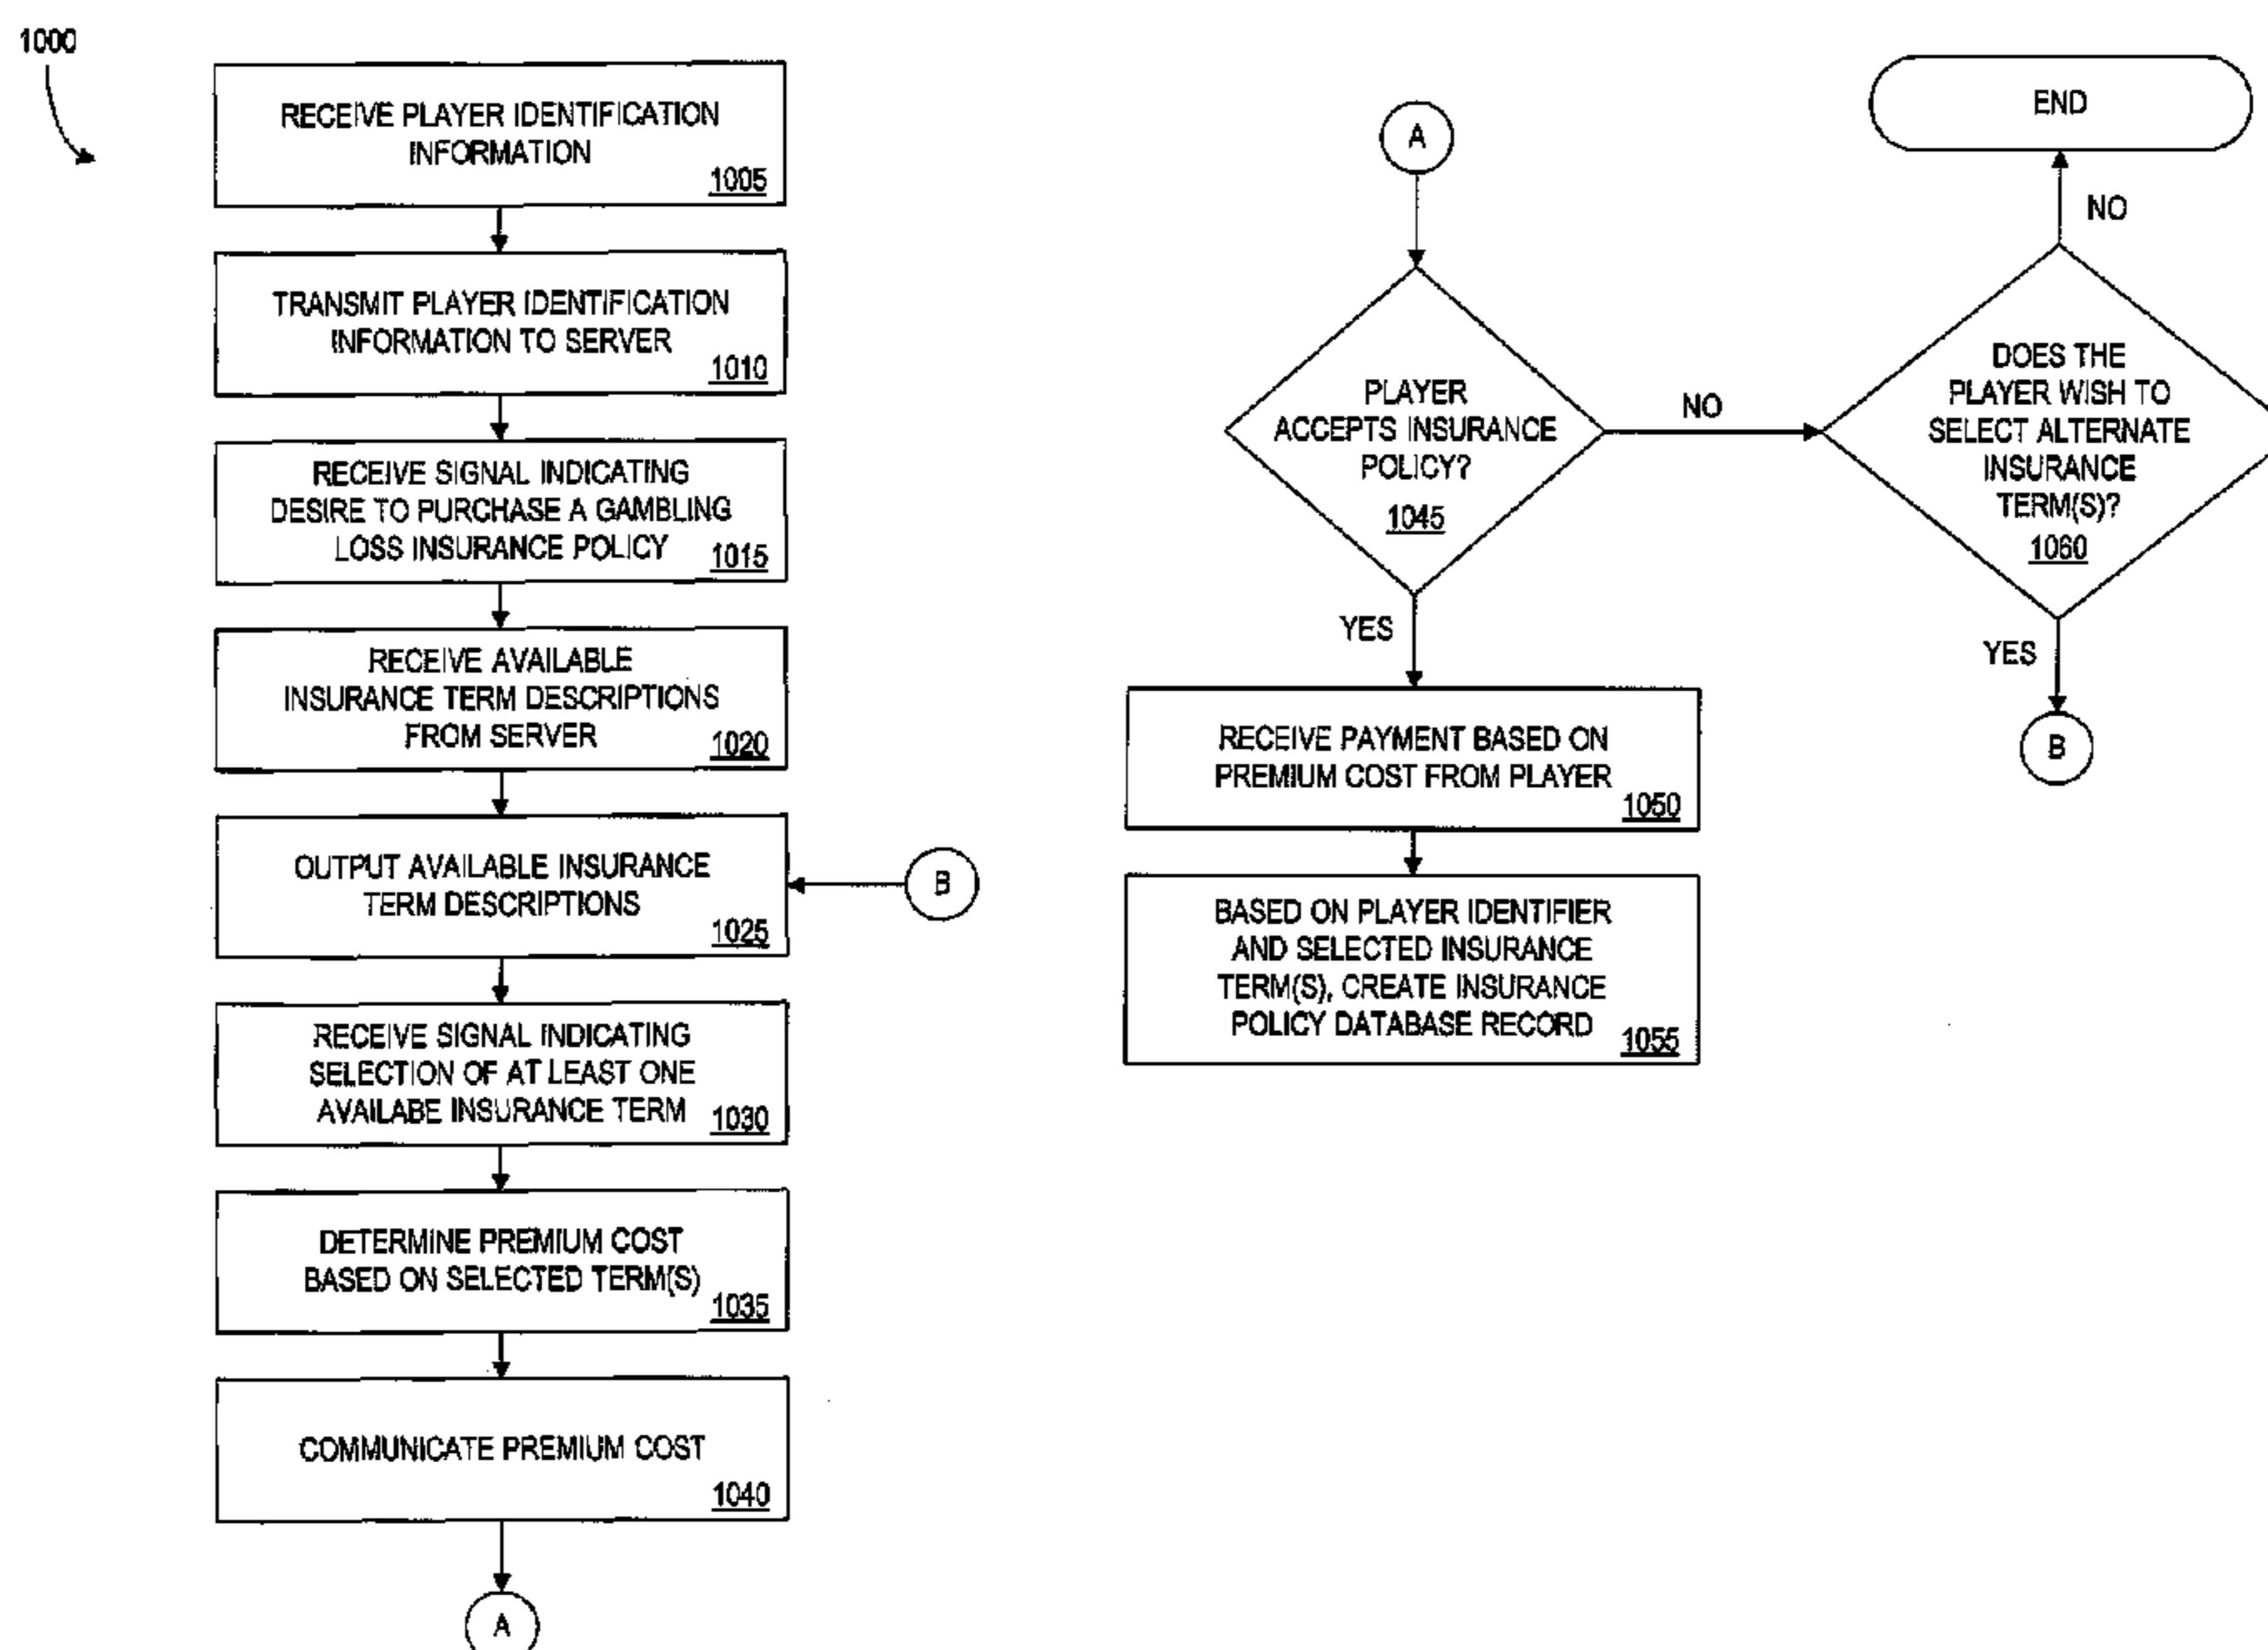 1000
RECEIVE PLAYER IDENTIFICATION
INFORMATION
1005
TRANSMIT PLAYER IDENTIFICATION
INFORMATION TO SERVER
1010
RECEIVE SIGNAL INDICATING
DESIRE TO PURCHASE A GAMBLING
LOSS INSURANCE POLICY
1015
RECEIVE AVAILABLE
INSURANCE TERM DESCRIPTIONS
FROM SERVER
1020
OUTPUT AVAILABLE INSURANCE
TERM DESCRIPTIONS
1025
B
RECEIVE SIGNAL INDICATING
SELECTION OF AT LEAST ONE
AVAILABE INSURANCE TERM
1030
DETERMINE PREMIUM COST
BASED ON SELECTED TERM(S)
1035
COMMUNICATE PREMIUM COST
1040
A
A
PLAYER
ACCEPTS INSURANCE
POLICY?
1045
NO
YES
RECEIVE PAYMENT BASED ON
PREMIUM COST FROM PLAYER
1050
BASED ON PLAYER IDENTIFIER
AND SELECTED INSURANCE
TERM(S), CREATE INSURANCE
POLICY DATABASE RECORD
1055
END
NO
DOES THE
PLAYER WISH TO
SELECT ALTERNATE
INSURANCE
TERM(S)?
1060
YES
B